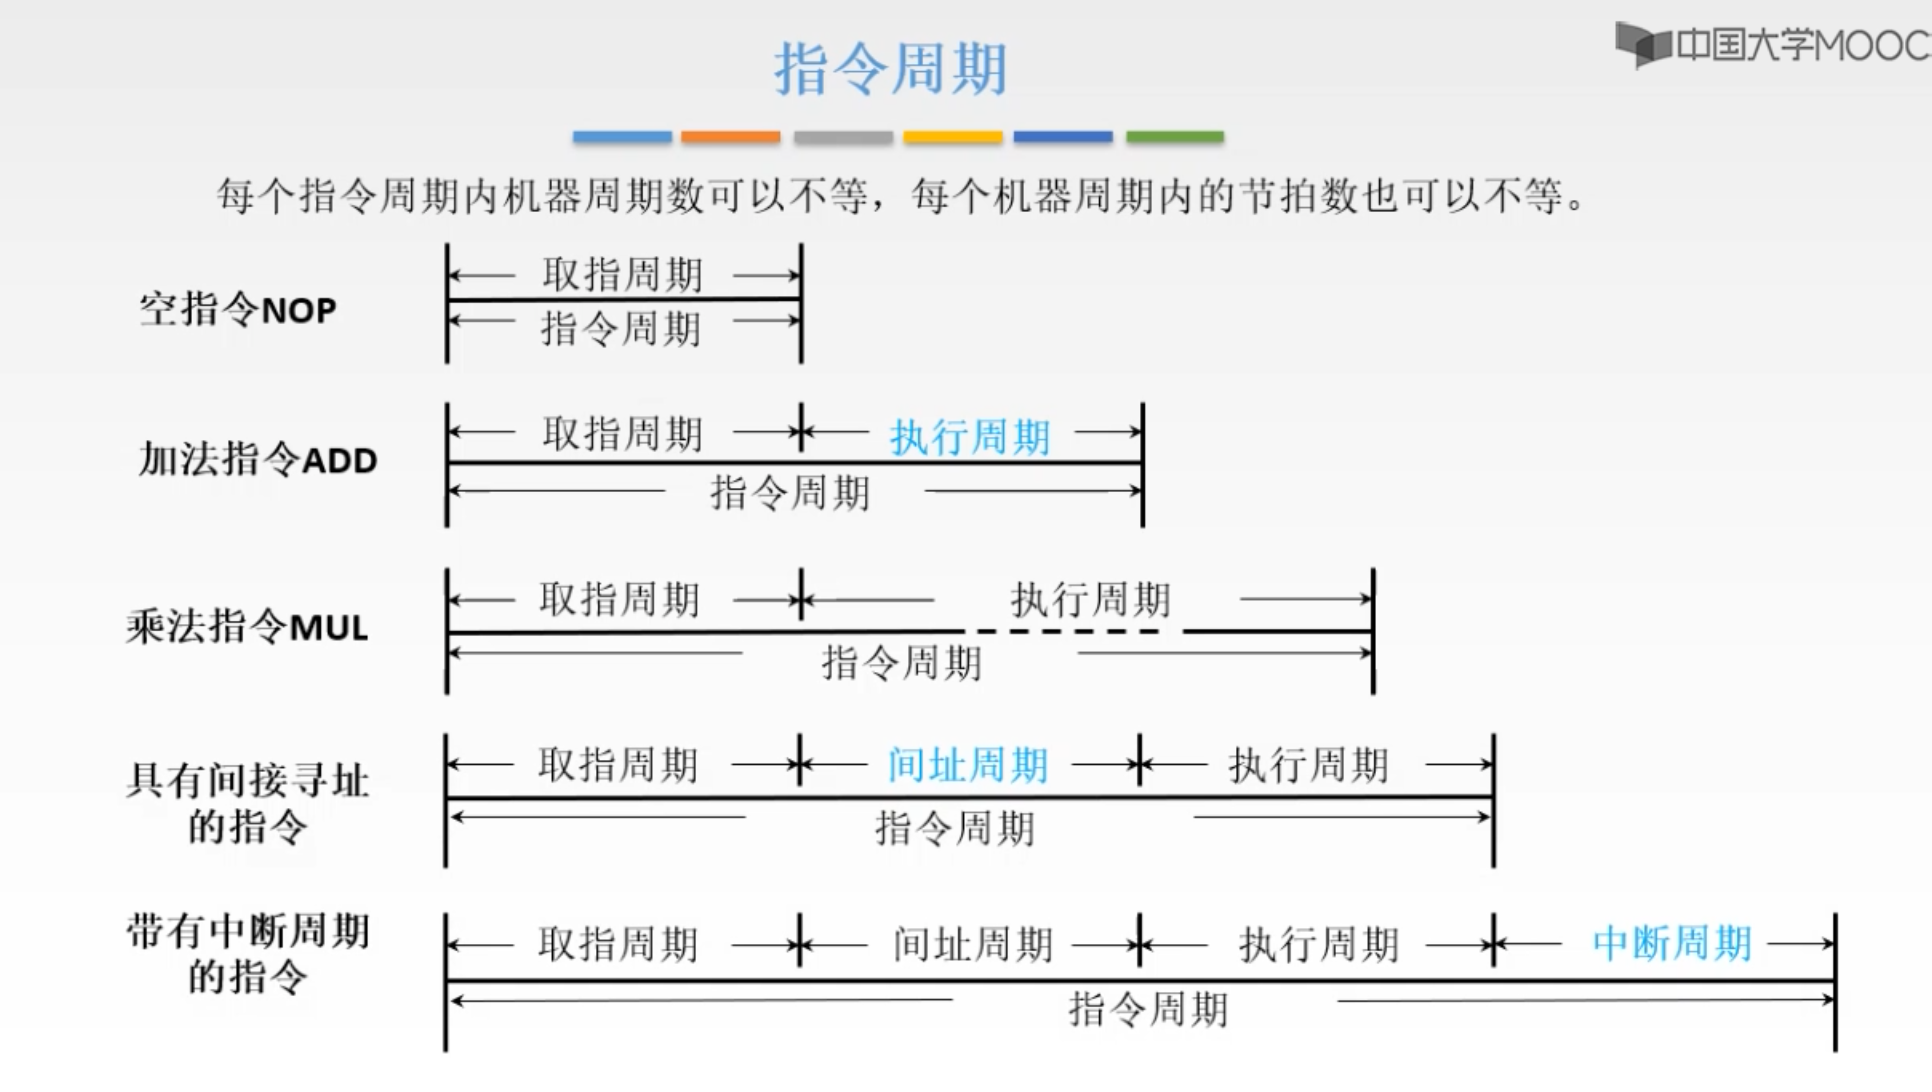 中国大学MOOC
指令周期
每个指令周期内机器周期数可以不等，每个机器周期内的节拍数也可以不等。
空指令NOP
取指周期
指令周期
加法指令ADD
取指周期 执行周期
指令周期
乘法指令MUL
取指周期 执行周期
指令周期
具有间接寻址
的指令
取指周期 间址周期 执行周期
指令周期
带有中断周期
的指令
取指周期 间址周期 执行周期 中断周期
指令周期